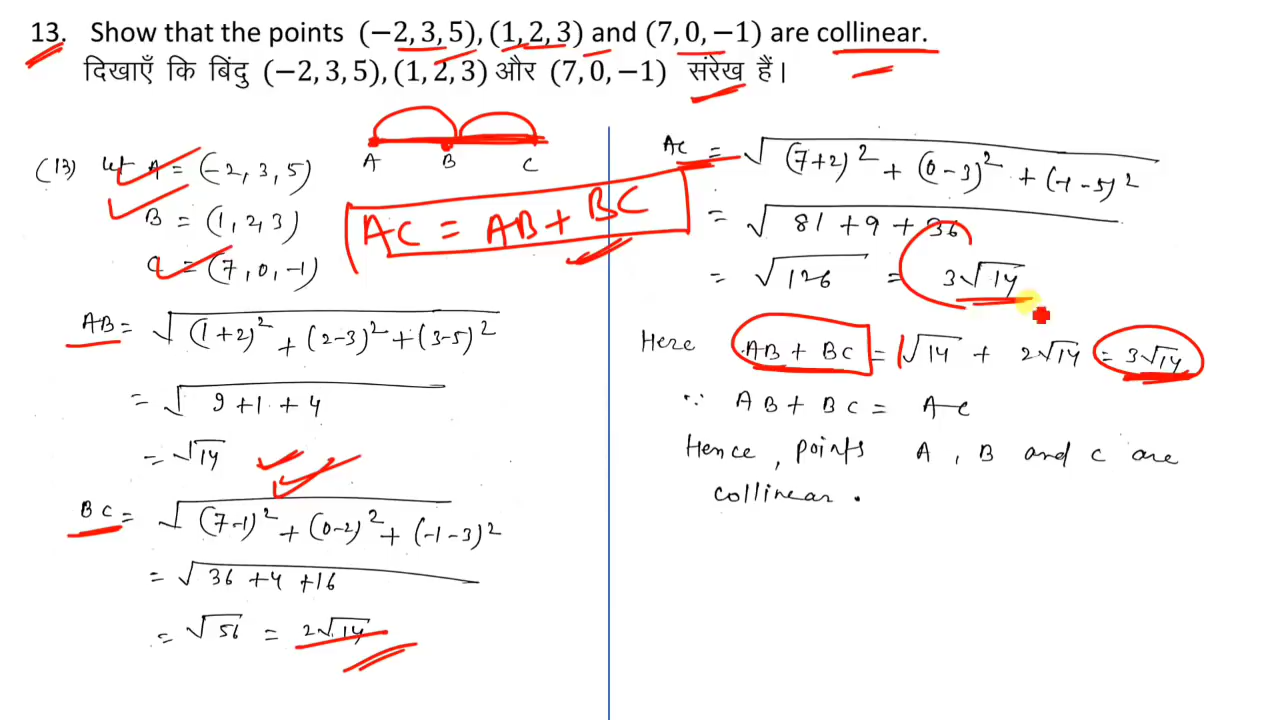 13. Show that the points (−2, 3, 5), (1, 2, 3) and (7, 0, −1) are collinear.
दिखाएँ कि बिंदु (−2, 3, 5), (1, 2, 3) और (7, 0, −1) संरेख हैं।
A B C
(13) let A = (-2, 3, 5)
B = (1, 2, 3)
C = (7, 0, -1)
AC = AB + BC
AB = √((1+2)² + (2-3)² + (3-5)²)
= √(9+1+4)
= √14
BC = √((7-1)² + (0-2)² + (-1-3)²)
= √(36+4+16)
= √56 = 2√14
AC = √((7+2)² + (0-3)² + (-1-5)²)
= √(81+9+36)
= √126 = 3√14
Here AB + BC = 1√14 + 2√14 = 3√14
∵ AB + BC = AC
Hence, points A, B and C are
collinear.